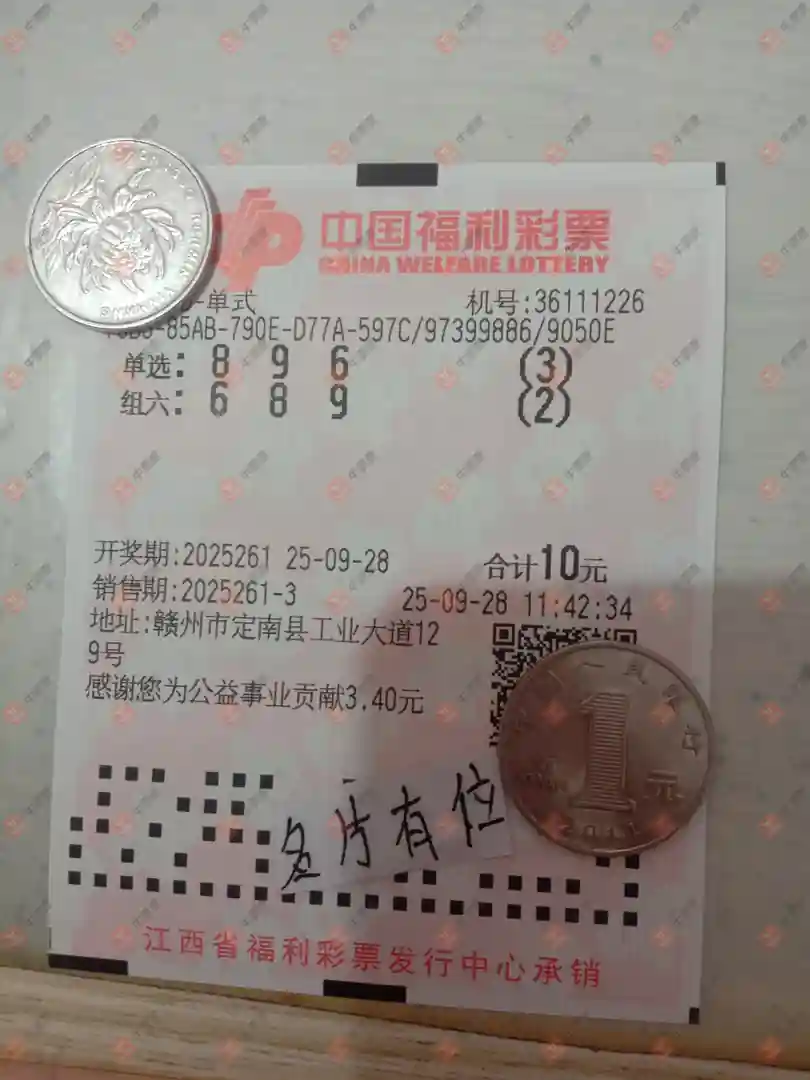 中国福利彩票
CHINA WELFARE LOTTERY
D-单式 机号:36111226
-85AB-790E-D77A-597C/97399886/9050E
单选: 8 9 6 (3)
组六: 6 8 9 (2)
开奖期:2025261 25-09-28 合计10元
销售期:2025261-3 25-09-28 11:42:34
地址:赣州市定南县工业大道12
9号
感谢您为公益事业贡献3.40元
1
元
2011
有位
江西省福利彩票发行中心承销